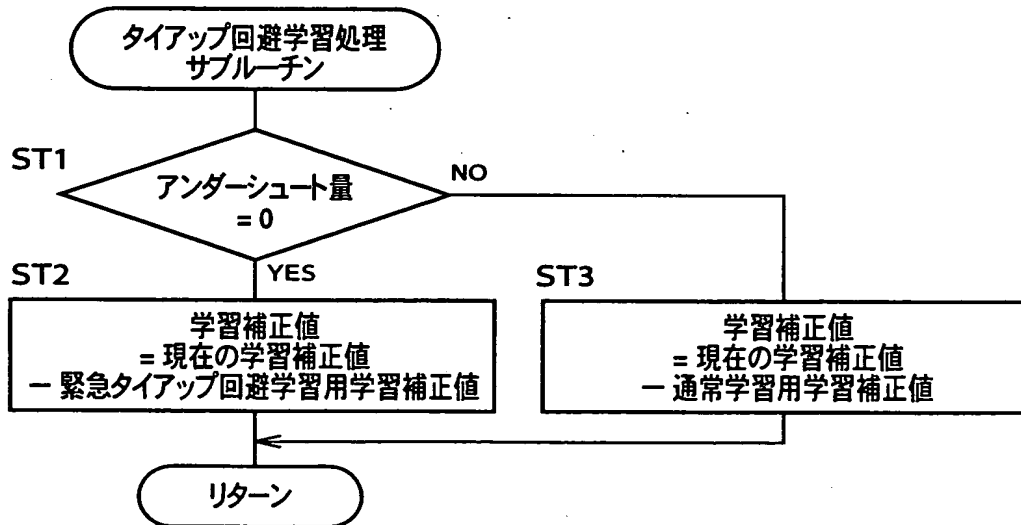 タイアップ回避学習処理
サブルーチン
ST1
アンダーシュート量
= 0
NO
YES
ST2
学習補正値
= 現在の学習補正値
− 緊急タイアップ回避学習用学習補正値
ST3
学習補正値
= 現在の学習補正値
− 通常学習用学習補正値
リターン